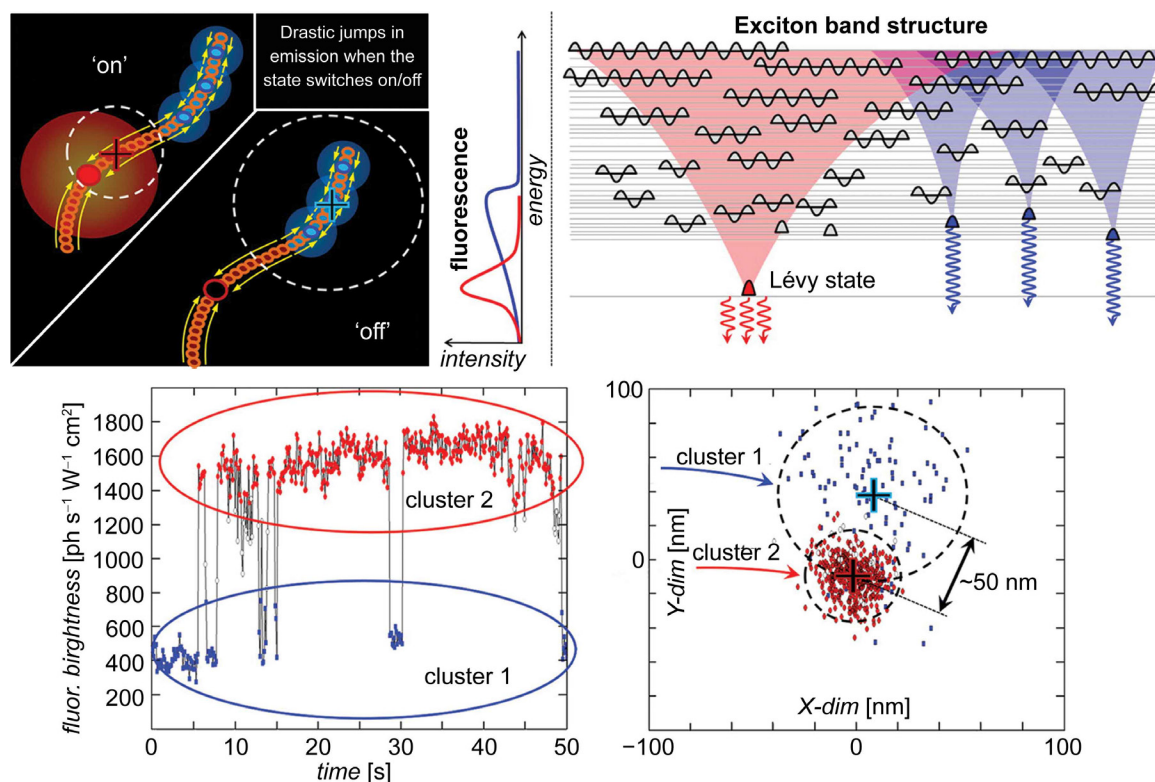 'on'
Drastic jumps in
emission when the
state switches on/off
'off'
fluorescence
energy
intensity
Exciton band structure
Lévy state
fluor. birghtness [ph s⁻¹ W⁻¹ cm²]
1800
1600
1400
1200
1000
800
600
400
200
cluster 2
cluster 1
0
10
20
30
40
50
time [s]
100
0
Y-dim [nm]
cluster 1
cluster 2
~50 nm
X-dim [nm]
−100
0
100